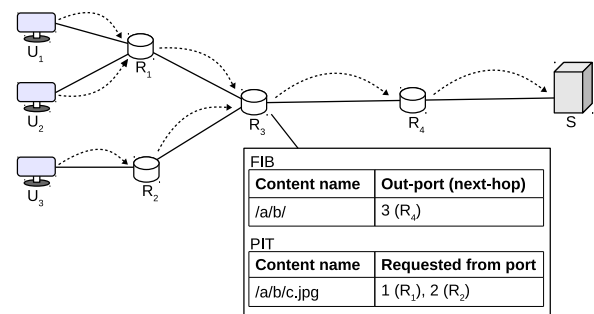 U1
R1
U2
R3
R4
S
U3
R2
FIB
Content name Out-port (next-hop)
/a/b/ 3 (R4)
PIT
Content name Requested from port
/a/b/c.jpg 1 (R1), 2 (R2)